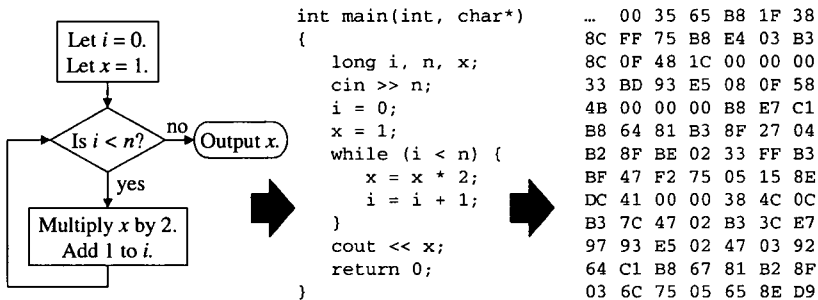 Let i = 0.
Let x = 1.
Is i < n?
no
Output x.
yes
Multiply x by 2.
Add 1 to i.
int main(int, char*)
{
long i, n, x;
cin >> n;
i = 0;
x = 1;
while (i < n) {
x = x * 2;
i = i + 1;
}
cout << x;
return 0;
}
… 00 35 65 B8 1F 38
8C FF 75 B8 E4 03 B3
8C 0F 48 1C 00 00 00
33 BD 93 E5 08 0F 58
4B 00 00 00 B8 E7 C1
B8 64 81 B3 8F 27 04
B2 8F BE 02 33 FF B3
BF 47 F2 75 05 15 8E
DC 41 00 00 38 4C 0C
B3 7C 47 02 B3 3C E7
97 93 E5 02 47 03 92
64 C1 B8 67 81 B2 8F
03 6C 75 05 65 8E D9